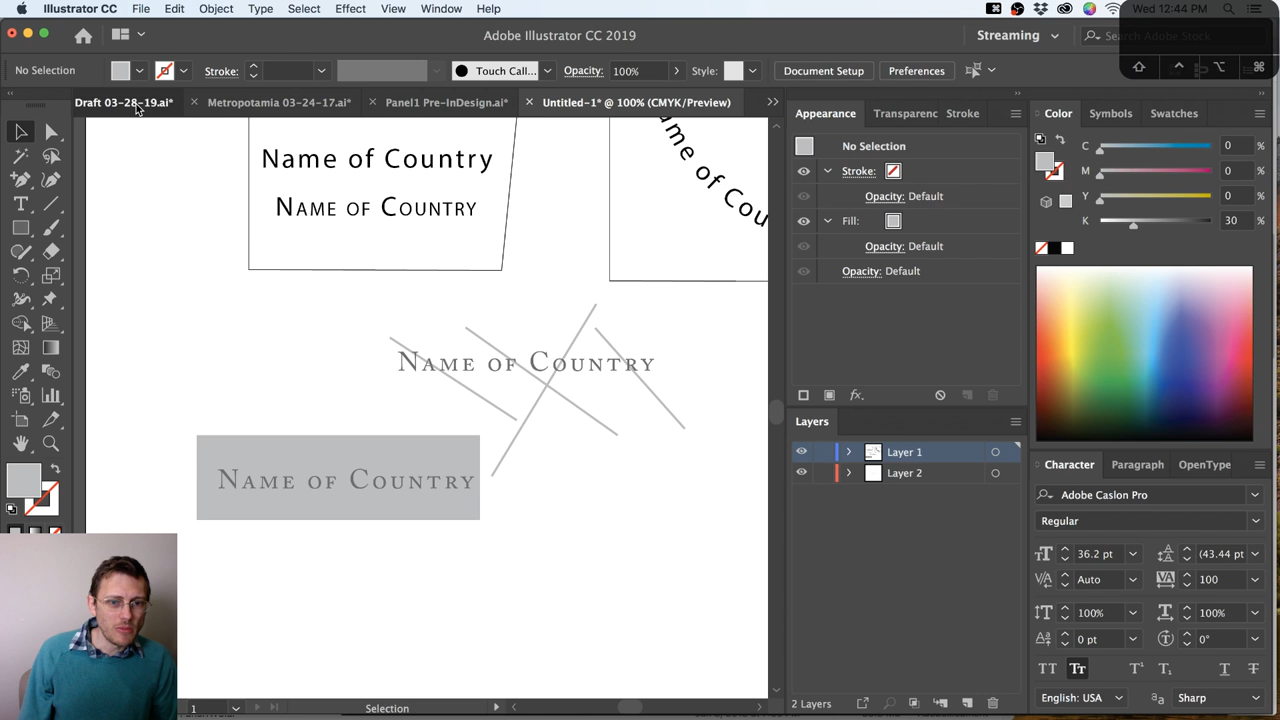 Illustrator CC File Edit Object Type Select Effect View Window Help
Wed 12:44 PM
Adobe Illustrator CC 2019
Streaming
Search Adobe Stock
No Selection
Stroke:
Touch Call...
Opacity: 100%
Style:
Document Setup
Preferences
Draft 03-28-19.ai*
Metropotamia 03-24-17.ai*
Panel1 Pre-InDesign.ai*
Untitled-1* @ 100% (CMYK/Preview)
Name of Country
Name of Country
Name of Cou
Name of Country
Name of Country
Appearance
Transparenc
Stroke
No Selection
Stroke:
Opacity: Default
Fill:
Opacity: Default
Opacity: Default
fx.
Layers
Layer 1
Layer 2
2 Layers
Color
Symbols
Swatches
C 0 %
M 0 %
Y 0 %
K 30 %
Character
Paragraph
OpenType
Adobe Caslon Pro
Regular
36.2 pt
(43.44 pt
Auto
100
100%
100%
0 pt
0°
English: USA
Sharp
1
Selection